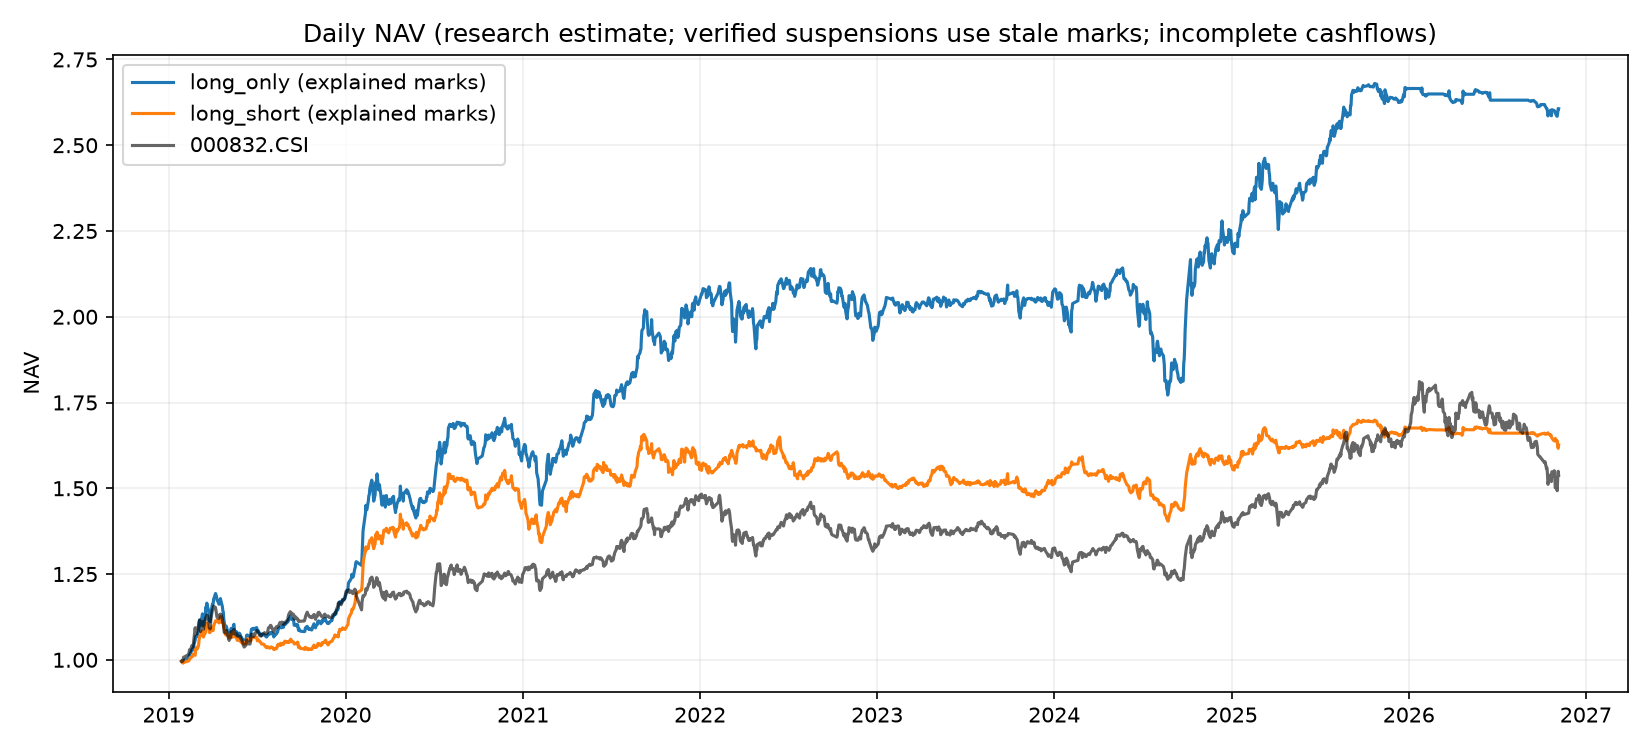 Daily NAV (research estimate; verified suspensions use stale marks; incomplete cashflows)
long_only (explained marks)
long_short (explained marks)
000832.CSI
NAV
2.75
2.50
2.25
2.00
1.75
1.50
1.25
1.00
2019 2020 2021 2022 2023 2024 2025 2026 2027